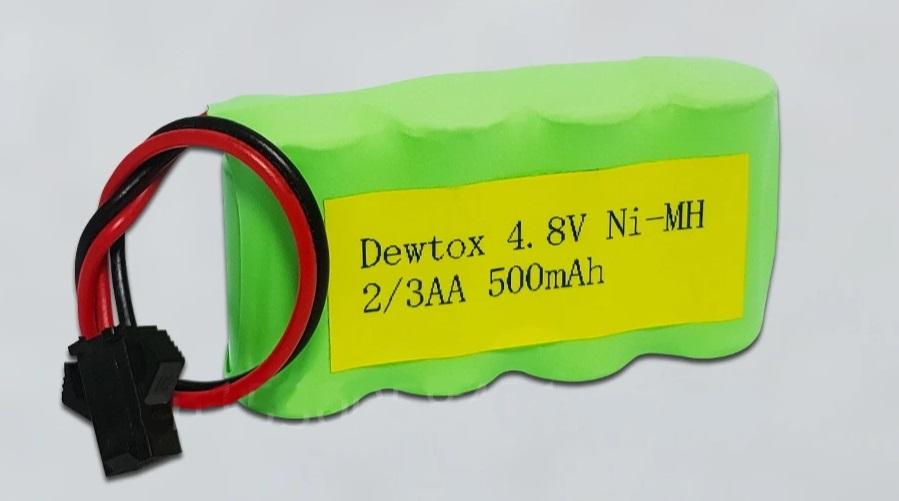 Dewtox 4.8V Ni-MH
2/3AA 500mAh